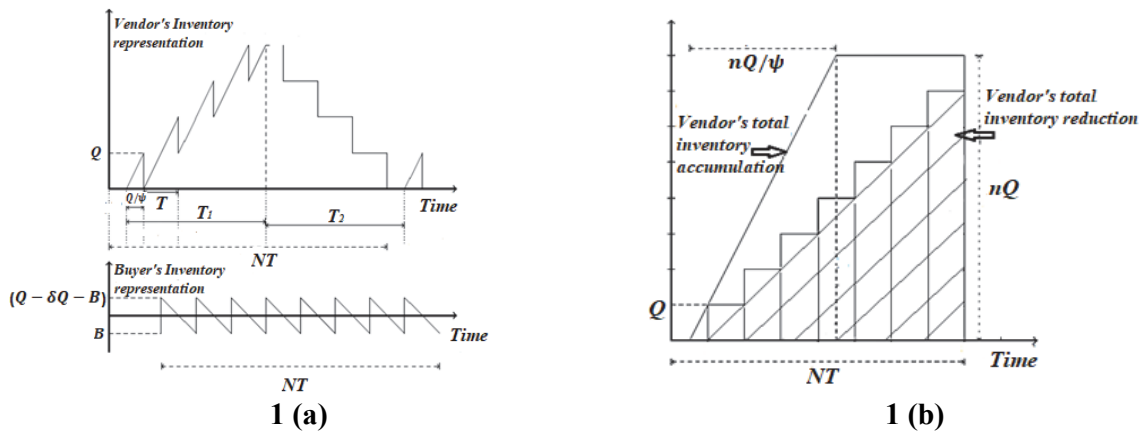 Vendor's Inventory
representation
Q
Q/ψ
T
Time
T₁
T₂
NT
Buyer's Inventory
representation
(Q − δQ − B)
B
Time
NT
1 (a)
nQ/ψ
Vendor's total
inventory reduction
Vendor's total
inventory
accumulation
nQ
Q
Time
NT
1 (b)